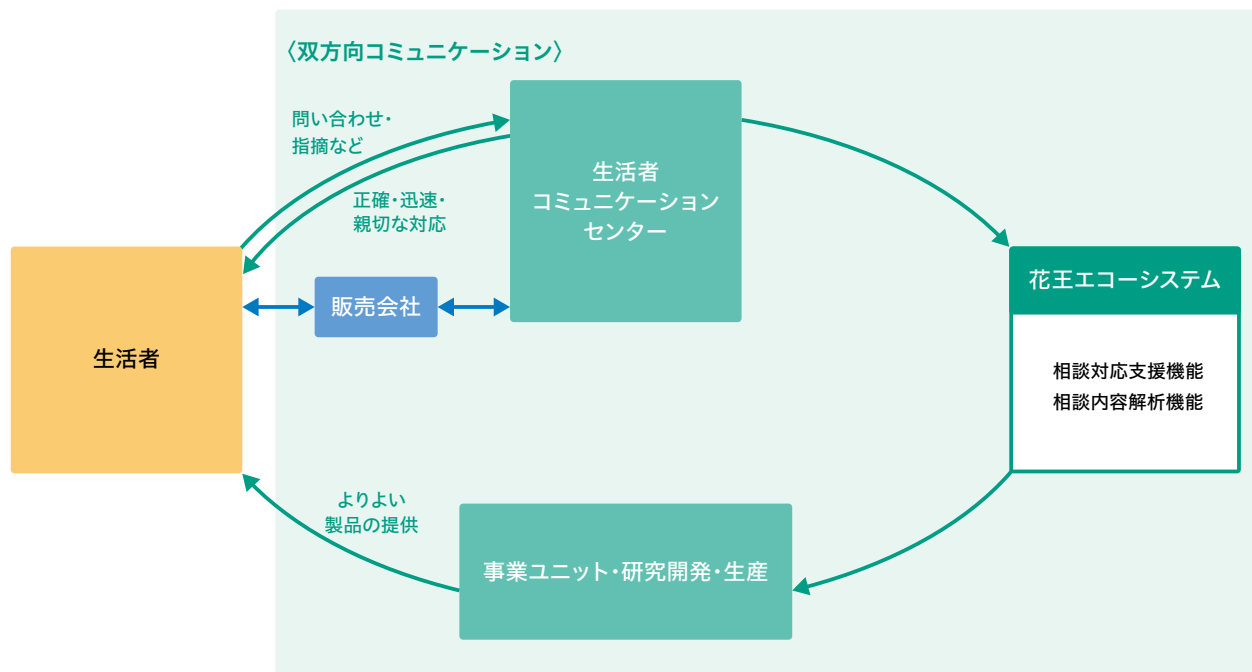 〈双方向コミュニケーション〉
問い合わせ・
指摘など
正確・迅速・
親切な対応
生活者
コミュニケーション
センター
販売会社
生活者
花王エコーシステム
相談対応支援機能
相談内容解析機能
よりよい
製品の提供
事業ユニット・研究開発・生産